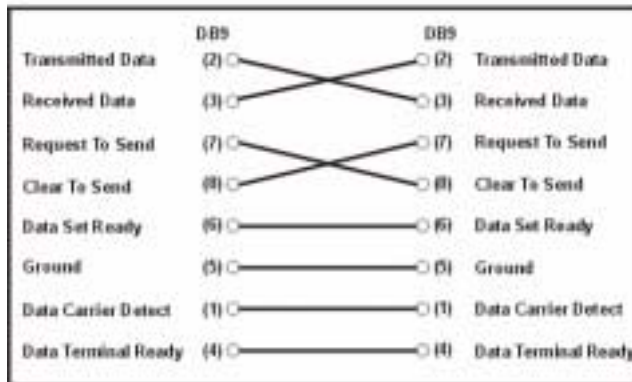 DB9 DB9
Transmitted Data (2) (2) Transmitted Data
Received Data (3) (3) Received Data
Request To Send (7) (7) Request To Send
Clear To Send (8) (8) Clear To Send
Data Set Ready (6) (6) Data Set Ready
Ground (5) (5) Ground
Data Carrier Detect (1) (1) Data Carrier Detect
Data Terminal Ready (4) (4) Data Terminal Ready